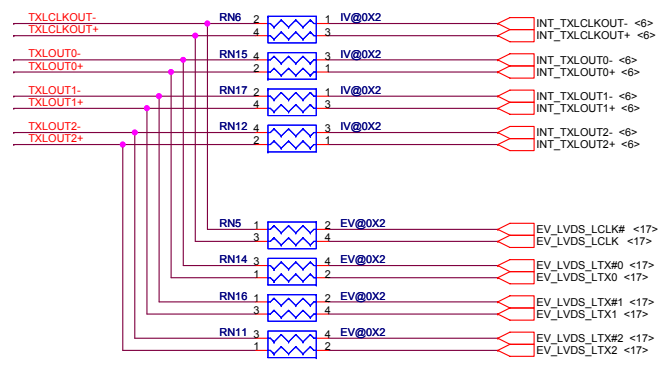 TXLCLKOUT- RN6 2 1 IV@0X2 INT_TXLCLKOUT- <6>
TXLCLKOUT+ 4 3 INT_TXLCLKOUT+ <6>
TXLOUT0- RN15 4 3 IV@0X2 INT_TXLOUT0- <6>
TXLOUT0+ 2 1 INT_TXLOUT0+ <6>
TXLOUT1- RN17 2 1 IV@0X2 INT_TXLOUT1- <6>
TXLOUT1+ 4 3 INT_TXLOUT1+ <6>
TXLOUT2- RN12 4 3 IV@0X2 INT_TXLOUT2- <6>
TXLOUT2+ 2 1 INT_TXLOUT2+ <6>
RN5 1 2 EV@0X2 EV_LVDS_LCLK# <17>
3 4 EV_LVDS_LCLK <17>
RN14 3 4 EV@0X2 EV_LVDS_LTX#0 <17>
1 2 EV_LVDS_LTX0 <17>
RN16 1 2 EV@0X2 EV_LVDS_LTX#1 <17>
3 4 EV_LVDS_LTX1 <17>
RN11 3 4 EV@0X2 EV_LVDS_LTX#2 <17>
1 2 EV_LVDS_LTX2 <17>